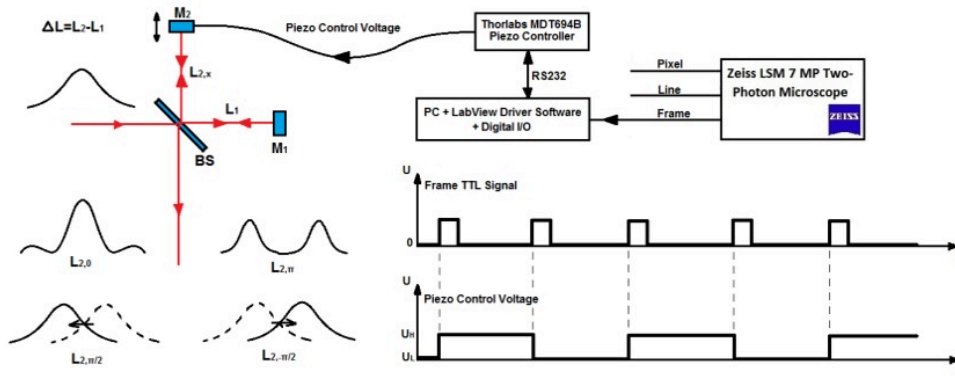 ΔL=L2-L1
M2
Piezo Control Voltage
Thorlabs MDT694B
Piezo Controller
L2,x
RS232
L1
M1
BS
PC + LabView Driver Software
+ Digital I/O
Pixel
Line
Frame
Zeiss LSM 7 MP Two-
Photon Microscope
ZEISS
U
Frame TTL Signal
0
L2,0
L2,π
U
Piezo Control Voltage
UH
UL
L2,π/2
L2,-π/2